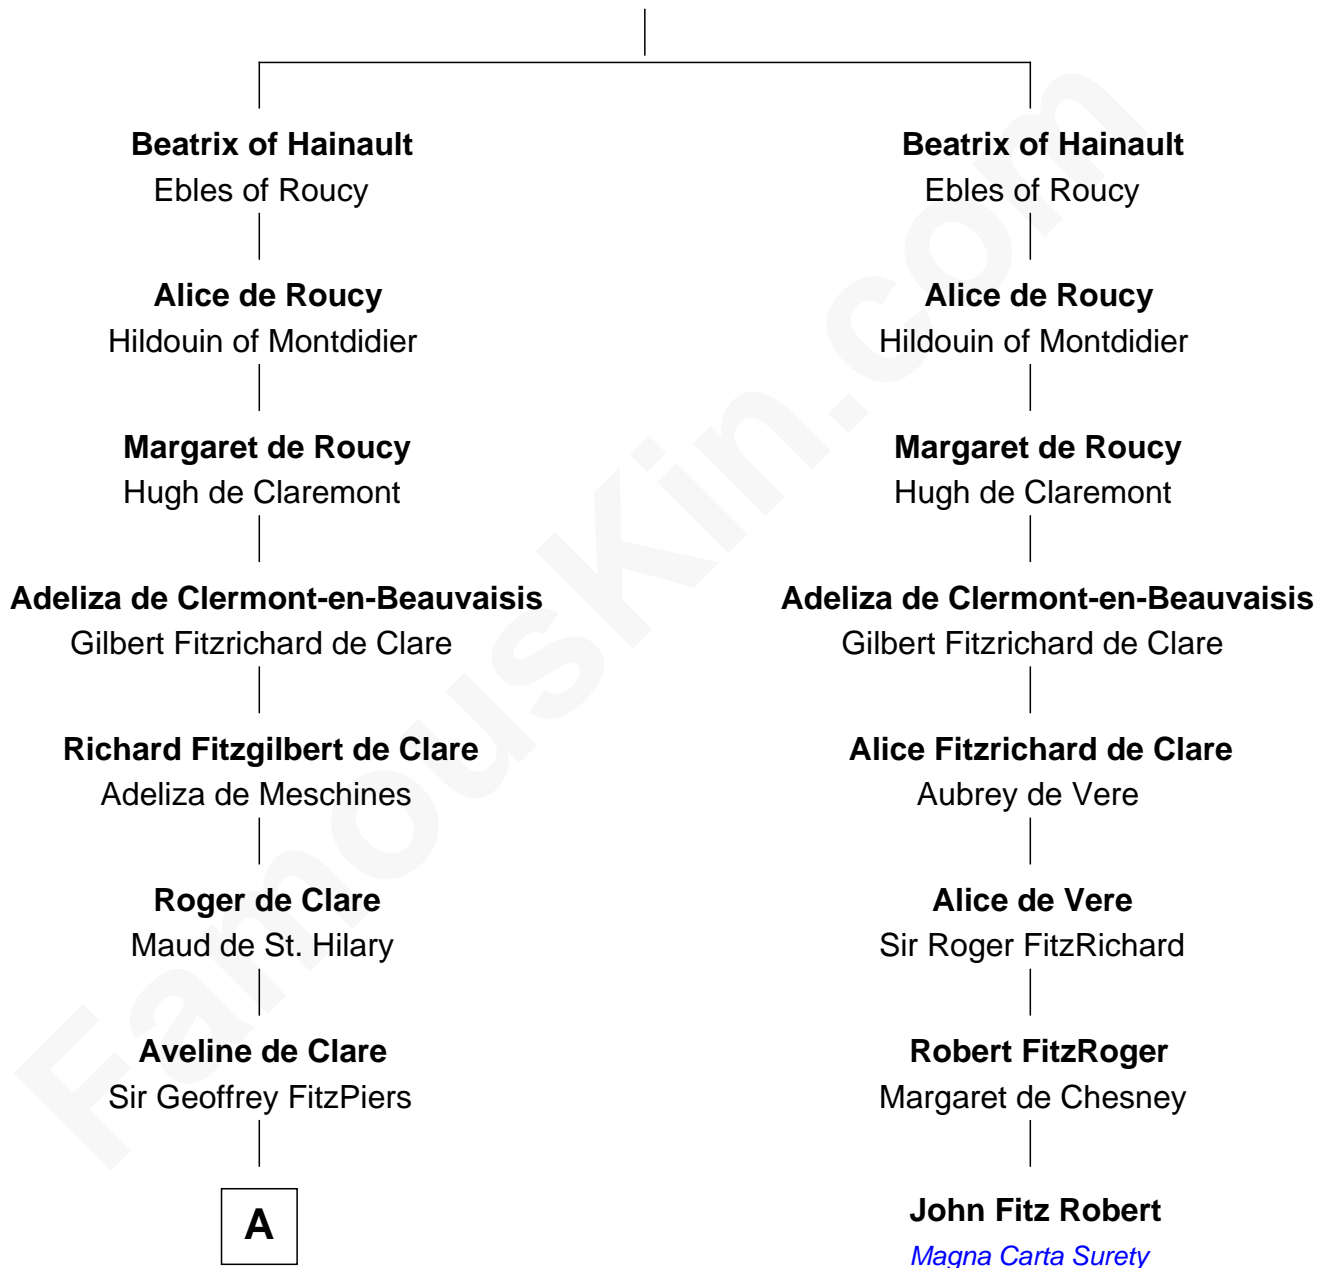 Beatrix of Hainault
Ebles of Roucy
Alice de Roucy
Hildouin of Montdidier
Margaret de Roucy
Hugh de Claremont
Adeliza de Clermont-en-Beauvaisis
Gilbert Fitzrichard de Clare
Richard Fitzgilbert de Clare
Adeliza de Meschines
Roger de Clare
Maud de St. Hilary
Aveline de Clare
Sir Geoffrey FitzPiers
A
Beatrix of Hainault
Ebles of Roucy
Alice de Roucy
Hildouin of Montdidier
Margaret de Roucy
Hugh de Claremont
Adeliza de Clermont-en-Beauvaisis
Gilbert Fitzrichard de Clare
Alice Fitzrichard de Clare
Aubrey de Vere
Alice de Vere
Sir Roger FitzRichard
Robert FitzRoger
Margaret de Chesney
John Fitz Robert
Magna Carta Surety
FamousKin.com